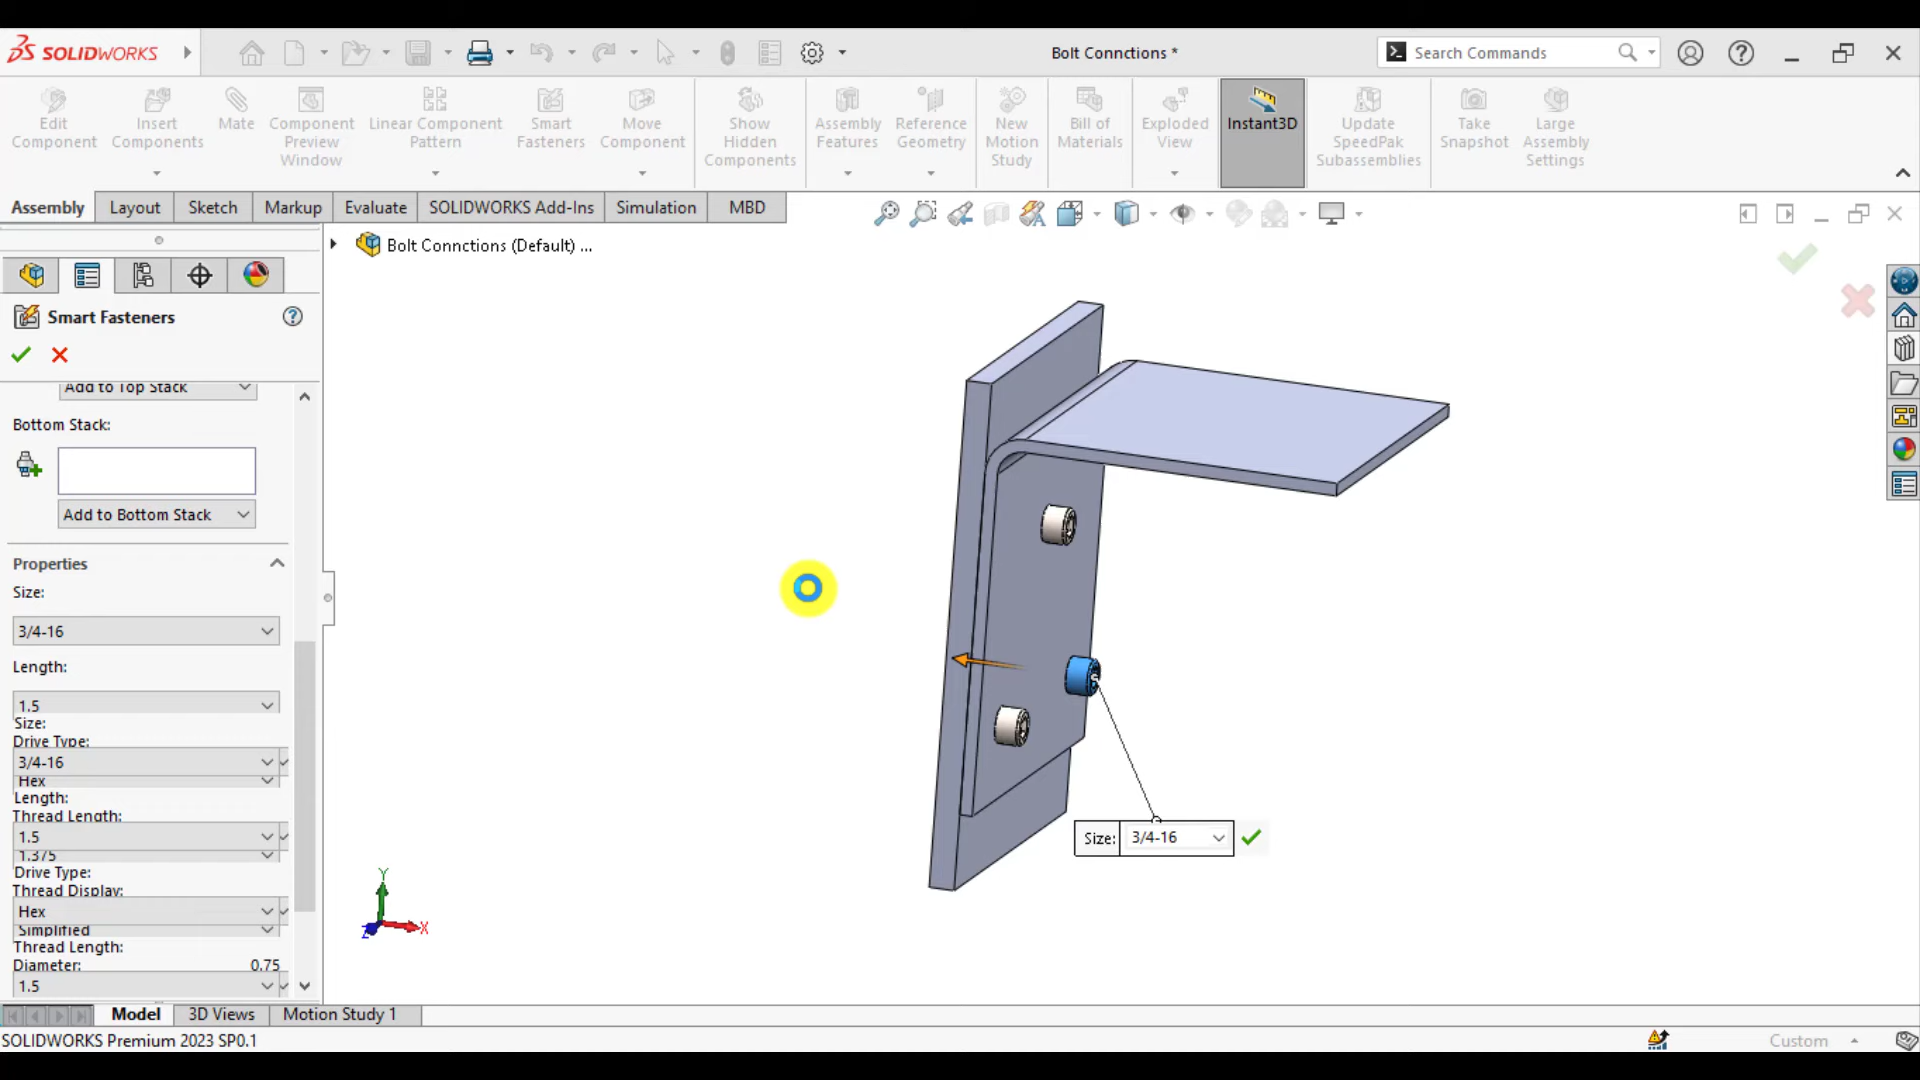 SOLIDWORKS
Bolt Connctions *
Search Commands
Edit Component
Insert Components
Mate
Component Preview Window
Linear Component Pattern
Smart Fasteners
Move Component
Show Hidden Components
Assembly Features
Reference Geometry
New Motion Study
Bill of Materials
Exploded View
Instant3D
Update SpeedPak Subassemblies
Take Snapshot
Large Assembly Settings
Assembly
Layout
Sketch
Markup
Evaluate
SOLIDWORKS Add-Ins
Simulation
MBD
Bolt Connctions (Default) ...
Smart Fasteners
Add to Top Stack
Bottom Stack:
Add to Bottom Stack
Properties
Size:
3/4-16
Length:
1.5
Size:
Drive Type:
3/4-16
Hex
Length:
Thread Length:
1.5
1.375
Drive Type:
Thread Display:
Hex
Simplified
Thread Length:
Diameter: 0.75
1.5
Size: 3/4-16
Y
X
Z
Model
3D Views
Motion Study 1
SOLIDWORKS Premium 2023 SP0.1
Custom